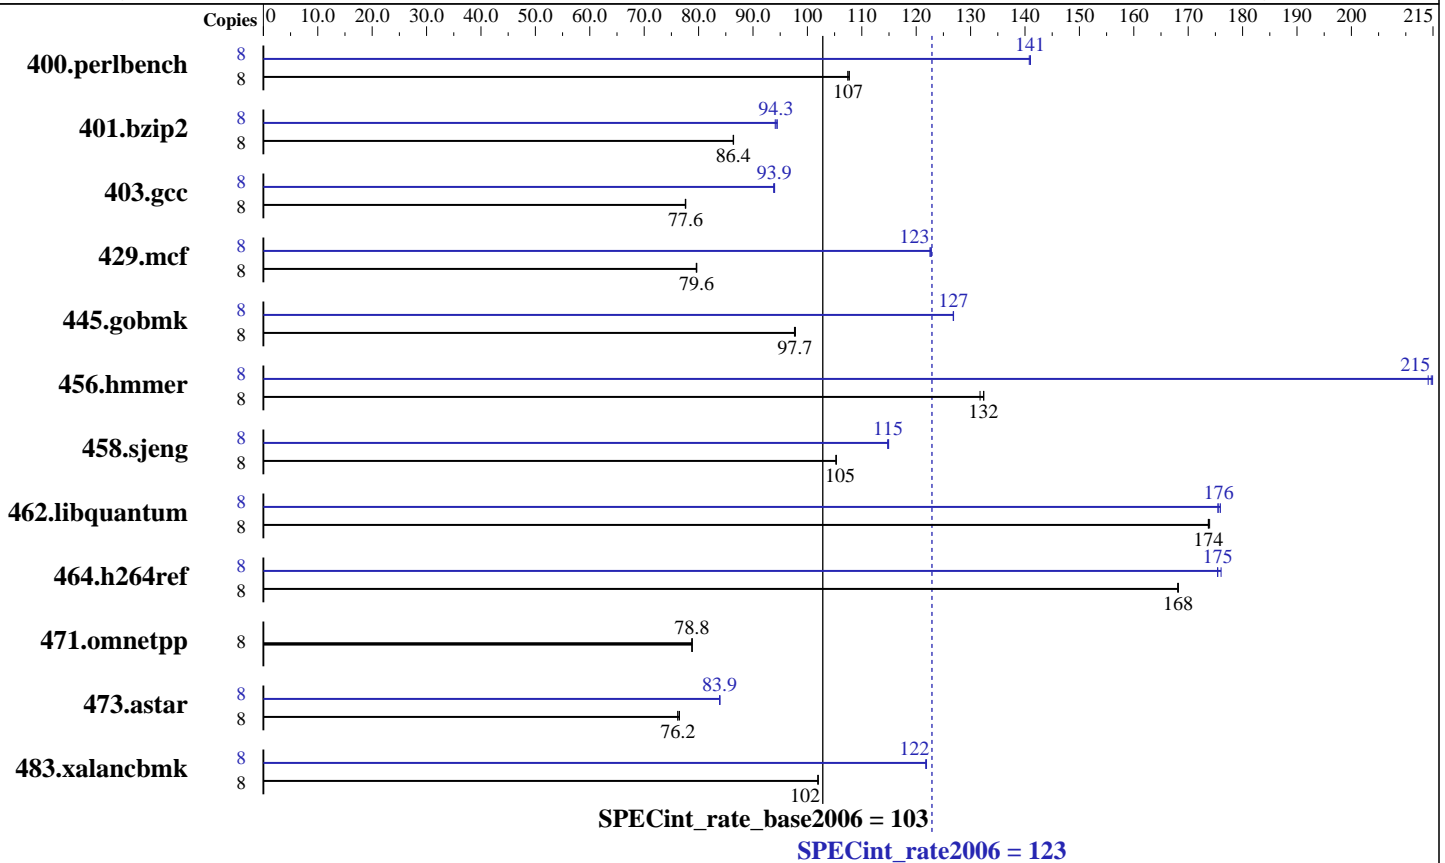 Copies 0 10.0 20.0 30.0 40.0 50.0 60.0 70.0 80.0 90.0 100 110 120 130 140 150 160 170 180 190 200 215
400.perlbench 8 141
8 107
401.bzip2 8 94.3
8 86.4
403.gcc 8 93.9
8 77.6
429.mcf 8 123
8 79.6
445.gobmk 8 127
8 97.7
456.hmmer 8 215
8 132
458.sjeng 8 115
8 105
462.libquantum 8 176
8 174
464.h264ref 8 175
8 168
471.omnetpp 8 78.8
473.astar 8 83.9
8 76.2
483.xalancbmk 8 122
8 102
SPECint_rate_base2006 = 103
SPECint_rate2006 = 123